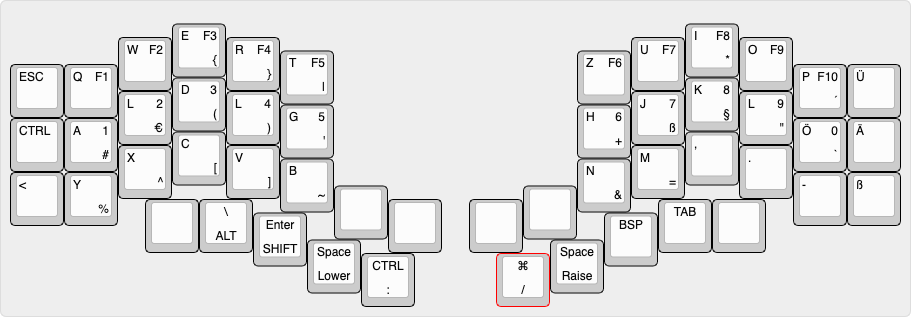 ESC
Q F1
W F2
E F3
{
R F4
}
T F5
|
Z F6
U F7
I F8
*
O F9
P F10
´
Ü
CTRL
A 1
#
L 2
€
D 3
(
L 4
)
G 5
'
H 6
+
J 7
ß
K 8
§
L 9
"
Ö 0
`
Ä
<
Y
%
X
^
C
[
V
]
B
~
N
&
M
=
,
.
-
ß
\
ALT
Enter
SHIFT
Space
Lower
CTRL
:
⌘
/
Space
Raise
BSP
TAB